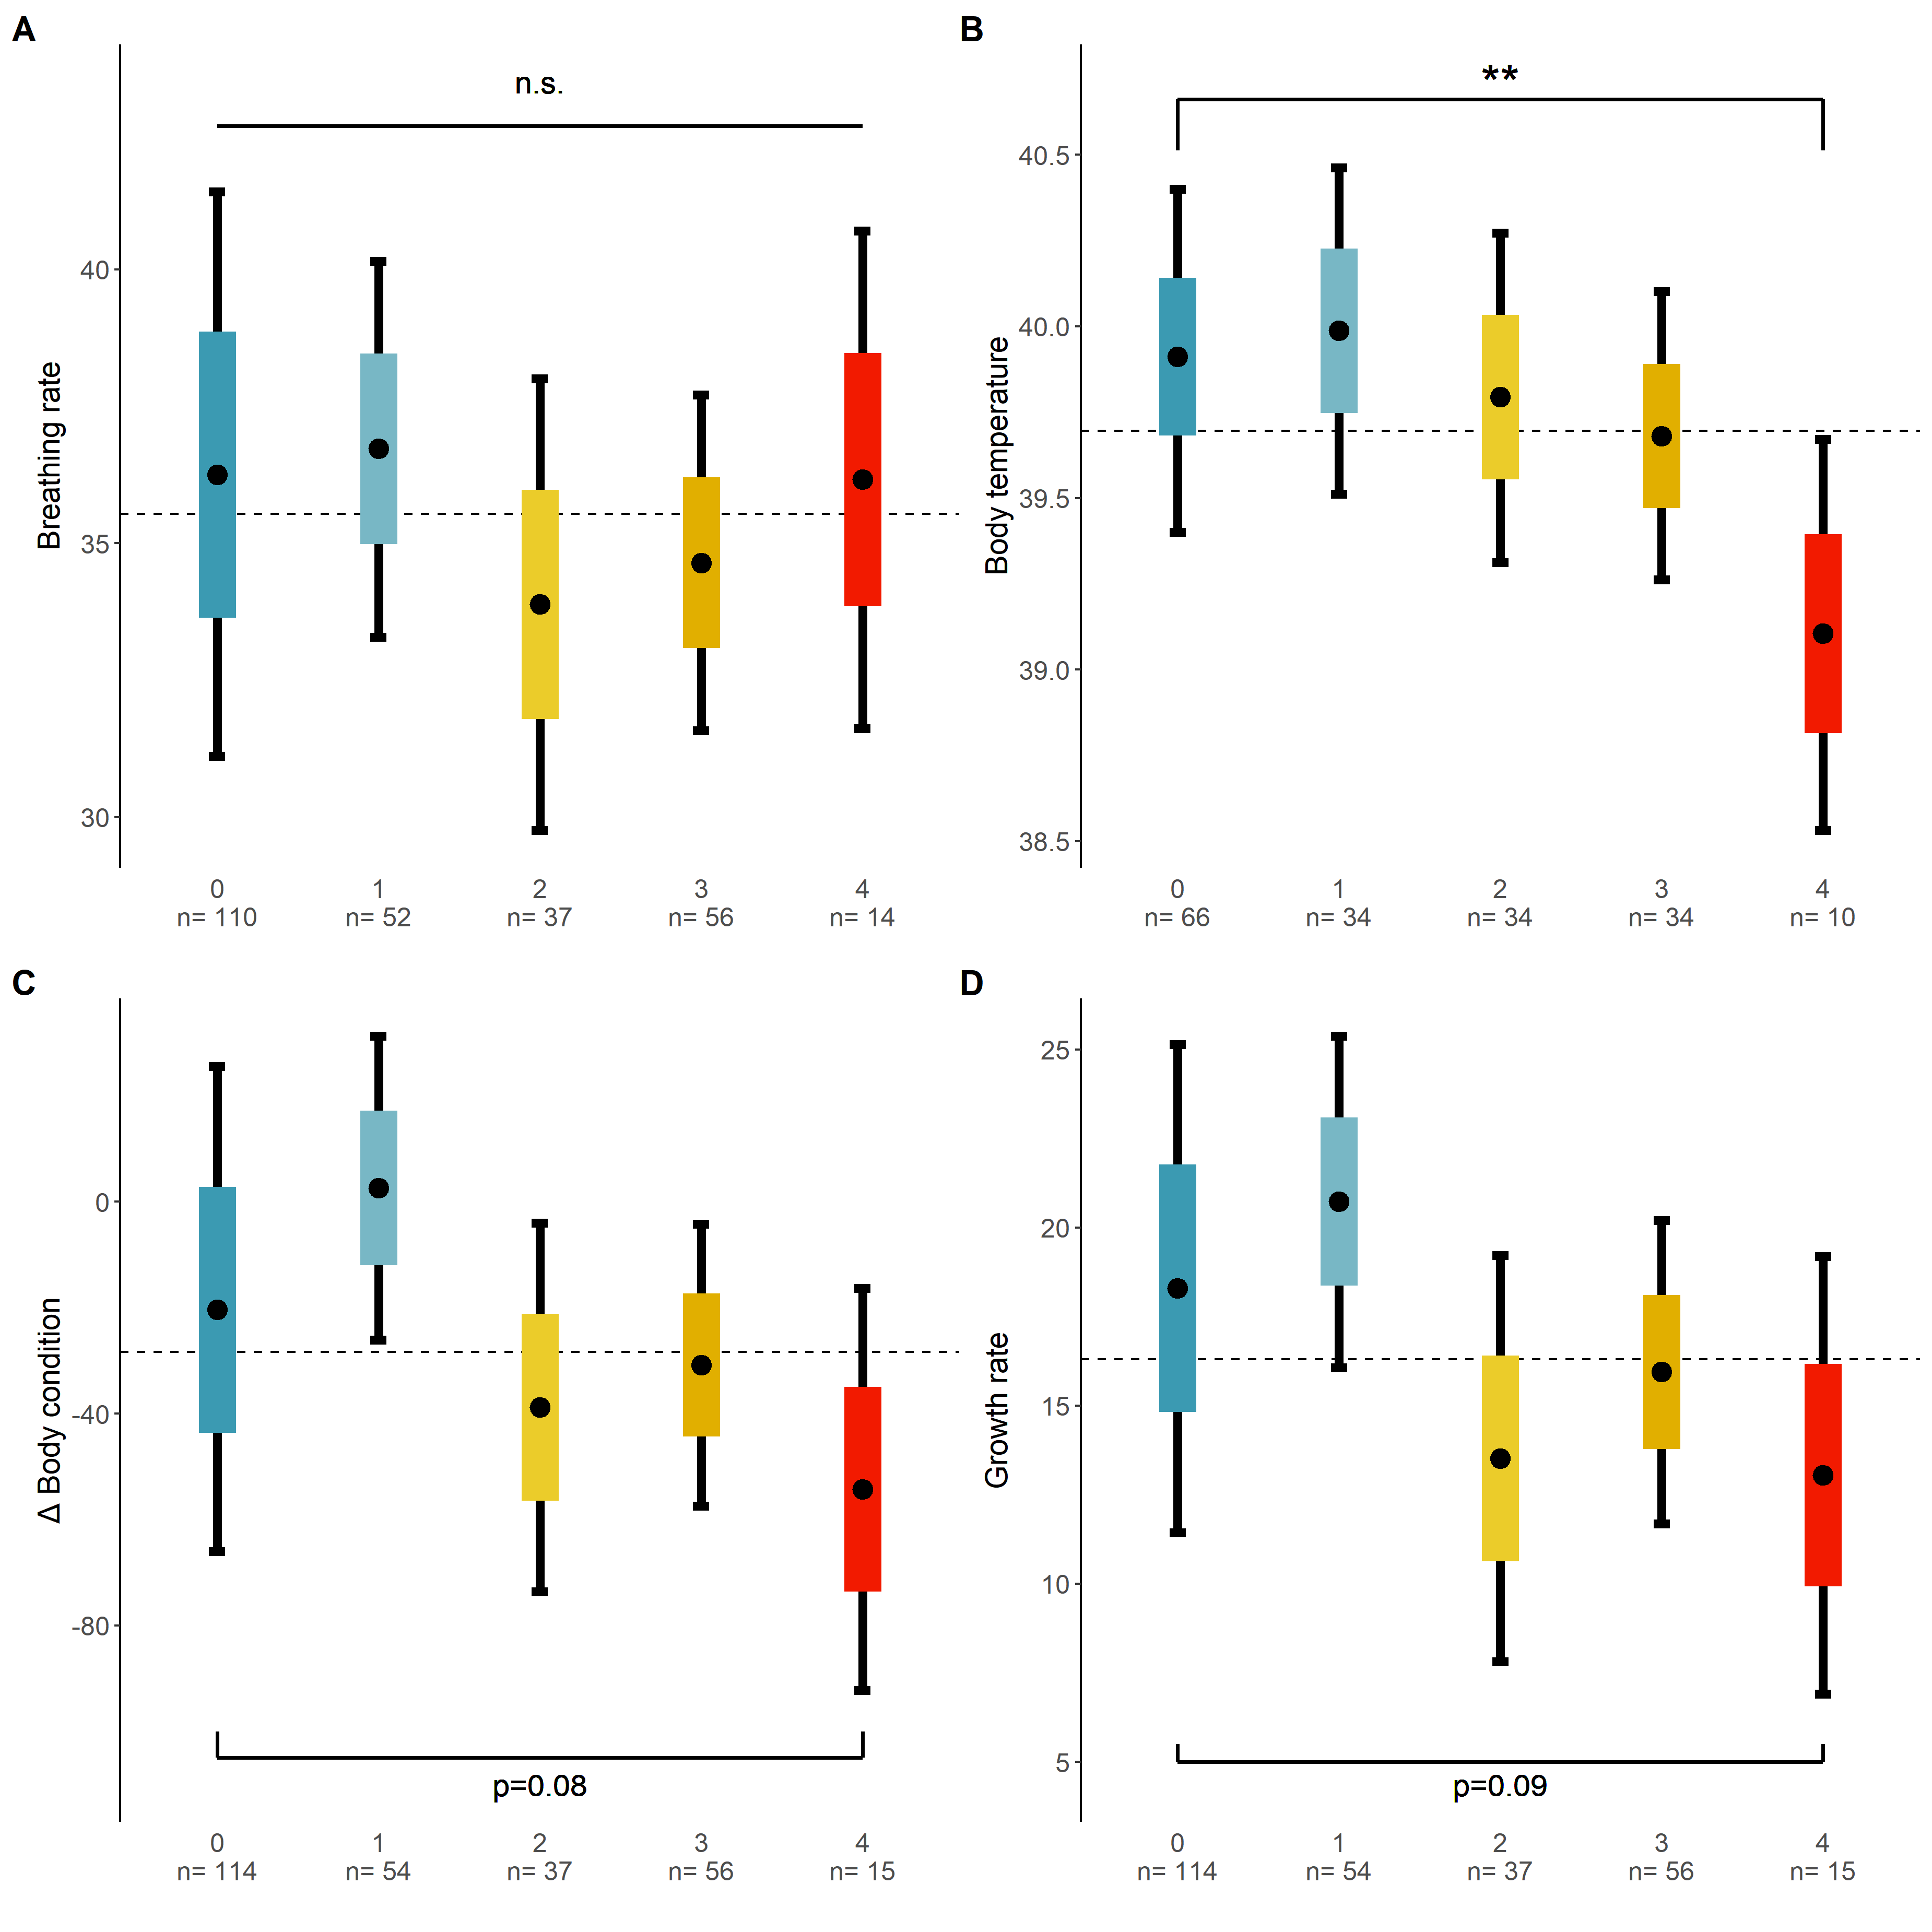 A
n.s.
Breathing rate
40
35
30
0 1 2 3 4
n= 110 n= 52 n= 37 n= 56 n= 14
B
**
Body temperature
40.5
40.0
39.5
39.0
38.5
0 1 2 3 4
n= 66 n= 34 n= 34 n= 34 n= 10
C
Δ Body condition
0
-40
-80
p=0.08
0 1 2 3 4
n= 114 n= 54 n= 37 n= 56 n= 15
D
Growth rate
25
20
15
10
5
p=0.09
0 1 2 3 4
n= 114 n= 54 n= 37 n= 56 n= 15